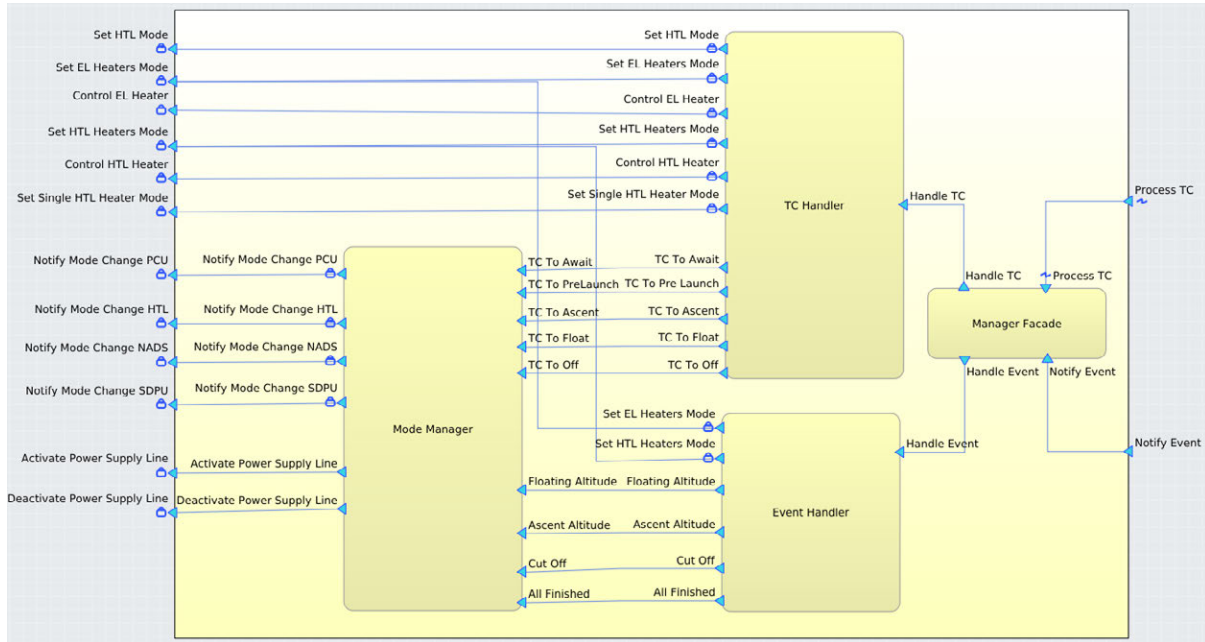 Set HTL Mode
Set EL Heaters Mode
Control EL Heater
Set HTL Heaters Mode
Control HTL Heater
Set Single HTL Heater Mode
Notify Mode Change PCU
Notify Mode Change HTL
Notify Mode Change NADS
Notify Mode Change SDPU
Activate Power Supply Line
Deactivate Power Supply Line
Notify Mode Change PCU
Notify Mode Change HTL
Notify Mode Change NADS
Notify Mode Change SDPU
Activate Power Supply Line
Deactivate Power Supply Line
Mode Manager
TC To Await
TC To PreLaunch
TC To Ascent
TC To Float
TC To Off
Floating Altitude
Ascent Altitude
Cut Off
All Finished
Set HTL Mode
Set EL Heaters Mode
Control EL Heater
Set HTL Heaters Mode
Control HTL Heater
Set Single HTL Heater Mode
TC To Await
TC To Pre Launch
TC To Ascent
TC To Float
TC To Off
TC Handler
Set EL Heaters Mode
Set HTL Heaters Mode
Floating Altitude
Ascent Altitude
Cut Off
All Finished
Event Handler
Handle TC
Handle Event
Handle TC
Process TC
Manager Facade
Handle Event
Notify Event
Process TC
Notify Event